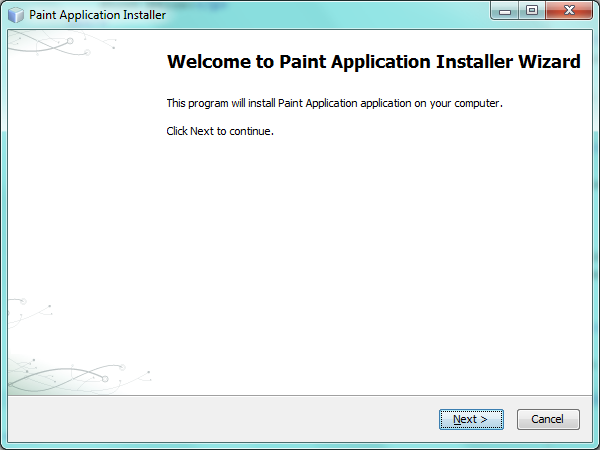 Paint Application Installer
Welcome to Paint Application Installer Wizard
This program will install Paint Application application on your computer.
Click Next to continue.
Next >
Cancel